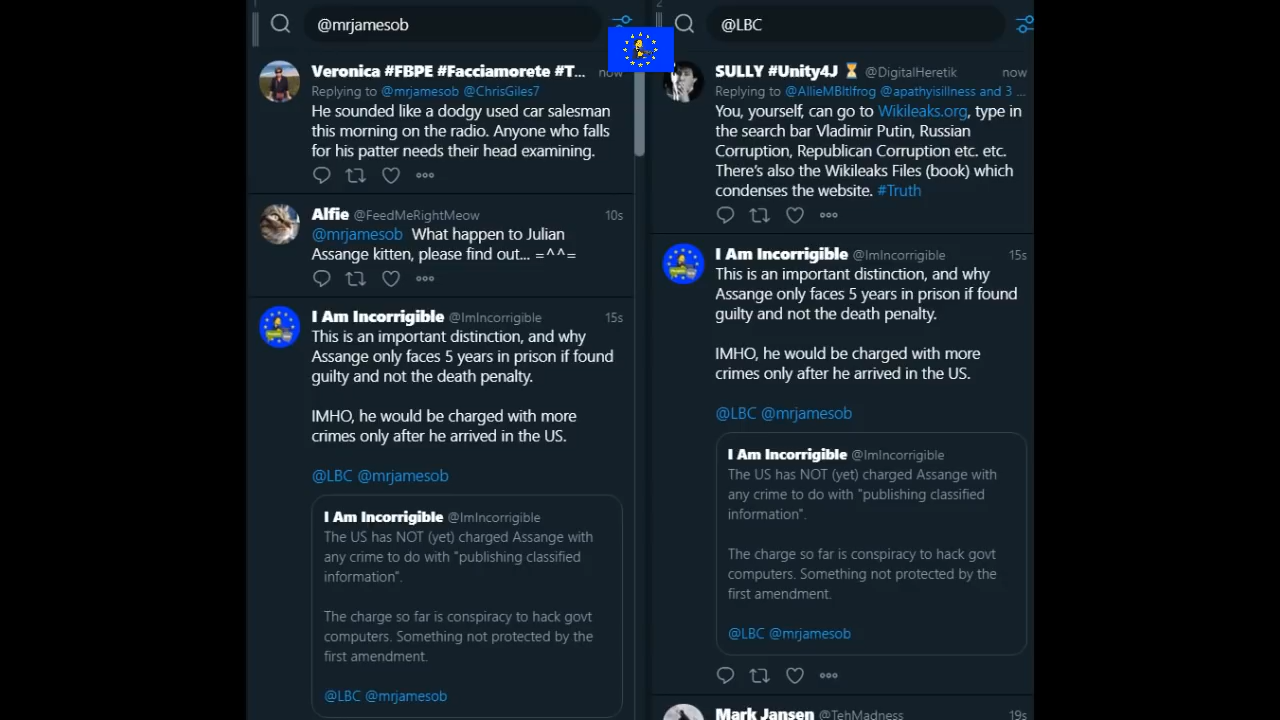 @mrjamesob
Veronica #FBPE #Facciamorete #T... now
Replying to @mrjamesob @ChrisGiles7
He sounded like a dodgy used car salesman
this morning on the radio. Anyone who falls
for his patter needs their head examining.
Alfie @FeedMeRightMeow 10s
@mrjamesob What happen to Julian
Assange kitten, please find out... =^^=
I Am Incorrigible @ImIncorrigible 15s
This is an important distinction, and why
Assange only faces 5 years in prison if found
guilty and not the death penalty.
IMHO, he would be charged with more
crimes only after he arrived in the US.
@LBC @mrjamesob
I Am Incorrigible @ImIncorrigible
The US has NOT (yet) charged Assange with
any crime to do with "publishing classified
information".
The charge so far is conspiracy to hack govt
computers. Something not protected by the
first amendment.
@LBC @mrjamesob
2
@LBC
SULLY #Unity4J ⏳ @DigitalHeretik now
Replying to @AllieMBltlfrog @apathyisillness and 3 ...
You, yourself, can go to Wikileaks.org, type in
the search bar Vladimir Putin, Russian
Corruption, Republican Corruption etc. etc.
There's also the Wikileaks Files (book) which
condenses the website. #Truth
I Am Incorrigible @ImIncorrigible 15s
This is an important distinction, and why
Assange only faces 5 years in prison if found
guilty and not the death penalty.
IMHO, he would be charged with more
crimes only after he arrived in the US.
@LBC @mrjamesob
I Am Incorrigible @ImIncorrigible
The US has NOT (yet) charged Assange with
any crime to do with "publishing classified
information".
The charge so far is conspiracy to hack govt
computers. Something not protected by the
first amendment.
@LBC @mrjamesob
Mark Jansen @TehMadness 19s